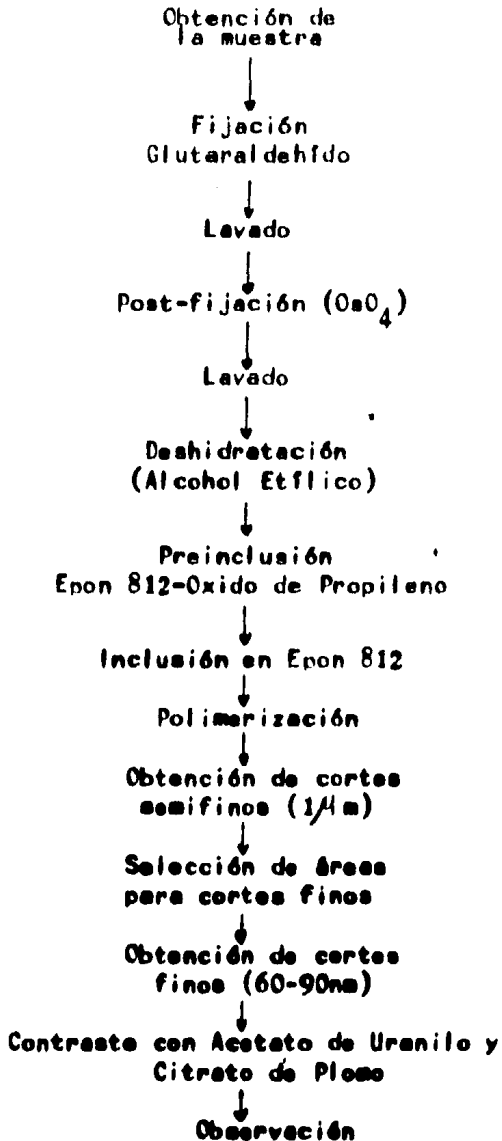 Obtención de
la muestra
Fijación
Glutaraldehído
Lavado
Post-fijación (OsO4)
Lavado
Deshidratación
(Alcohol Etílico)
Preinclusión
Epon 812-Oxido de Propileno
Inclusión en Epon 812
Polimerización
Obtención de cortes
semifinos (1μm)
Selección de áreas
para cortes finos
Obtención de cortes
finos (60-90nm)
Contraste con Acetato de Uranilo y
Citrato de Plomo
Observación